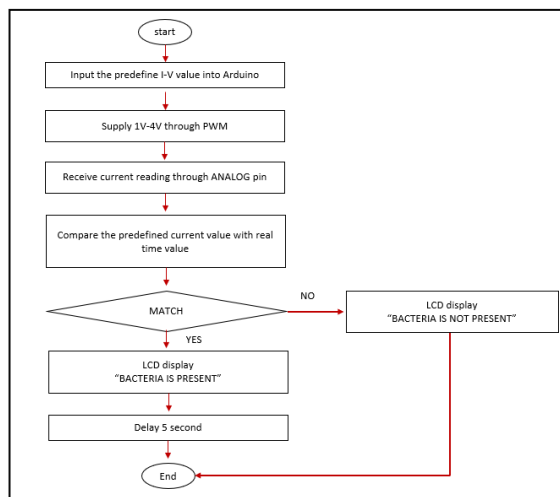 start
Input the predefine I-V value into Arduino
Supply 1V-4V through PWM
Receive current reading through ANALOG pin
Compare the predefined current value with real
time value
MATCH
NO
LCD display
“BACTERIA IS NOT PRESENT”
YES
LCD display
“BACTERIA IS PRESENT”
Delay 5 second
End